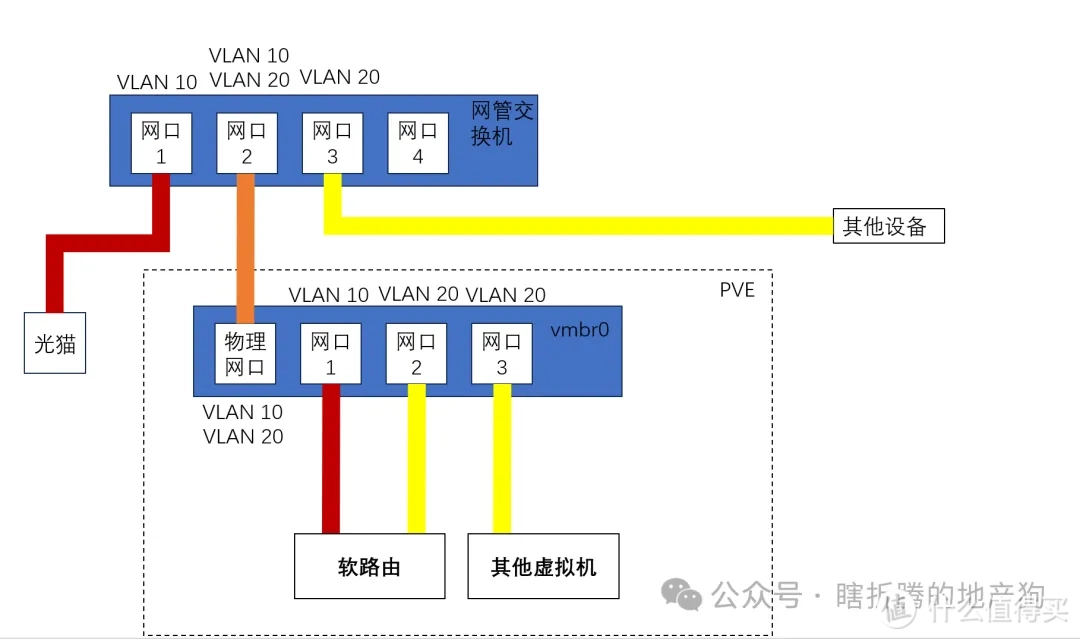 VLAN 10
VLAN 10
VLAN 20
VLAN 20
网口
1
网口
2
网口
3
网口
4
网管交
换机
其他设备
PVE
VLAN 10
VLAN 20
VLAN 20
光猫
物理
网口
网口
1
网口
2
网口
3
vmbr0
VLAN 10
VLAN 20
软路由
其他虚拟机
公众号 · 瞎折腾的地产狗
值 什么值得买